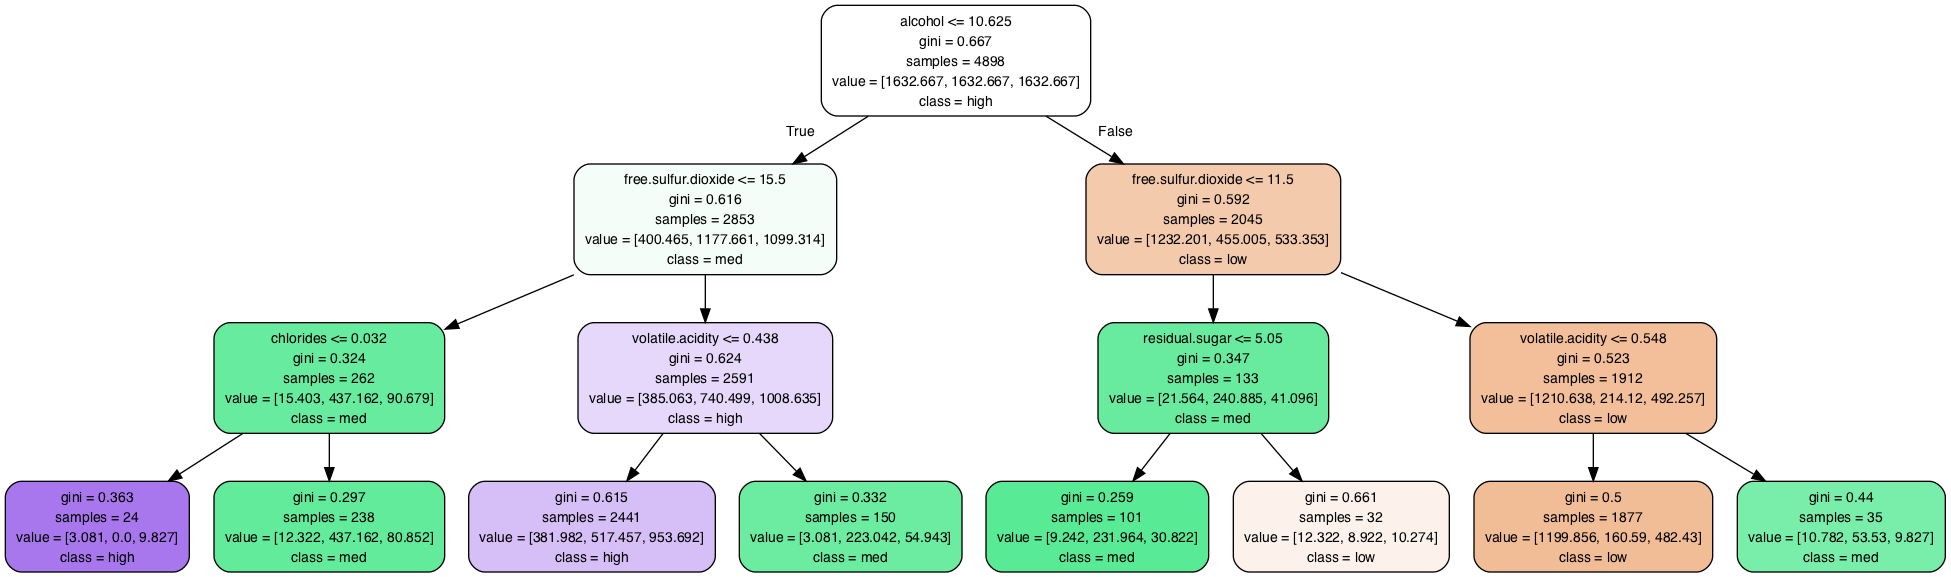 alcohol <= 10.625
gini = 0.667
samples = 4898
value = [1632.667, 1632.667, 1632.667]
class = high
True
False
free.sulfur.dioxide <= 15.5
gini = 0.616
samples = 2853
value = [400.465, 1177.661, 1099.314]
class = med
free.sulfur.dioxide <= 11.5
gini = 0.592
samples = 2045
value = [1232.201, 455.005, 533.353]
class = low
chlorides <= 0.032
gini = 0.324
samples = 262
value = [15.403, 437.162, 90.679]
class = med
volatile.acidity <= 0.438
gini = 0.624
samples = 2591
value = [385.063, 740.499, 1008.635]
class = high
residual.sugar <= 5.05
gini = 0.347
samples = 133
value = [21.564, 240.885, 41.096]
class = med
volatile.acidity <= 0.548
gini = 0.523
samples = 1912
value = [1210.638, 214.12, 492.257]
class = low
gini = 0.363
samples = 24
value = [3.081, 0.0, 9.827]
class = high
gini = 0.297
samples = 238
value = [12.322, 437.162, 80.852]
class = med
gini = 0.615
samples = 2441
value = [381.982, 517.457, 953.692]
class = high
gini = 0.332
samples = 150
value = [3.081, 223.042, 54.943]
class = med
gini = 0.259
samples = 101
value = [9.242, 231.964, 30.822]
class = med
gini = 0.661
samples = 32
value = [12.322, 8.922, 10.274]
class = low
gini = 0.5
samples = 1877
value = [1199.856, 160.59, 482.43]
class = low
gini = 0.44
samples = 35
value = [10.782, 53.53, 9.827]
class = med